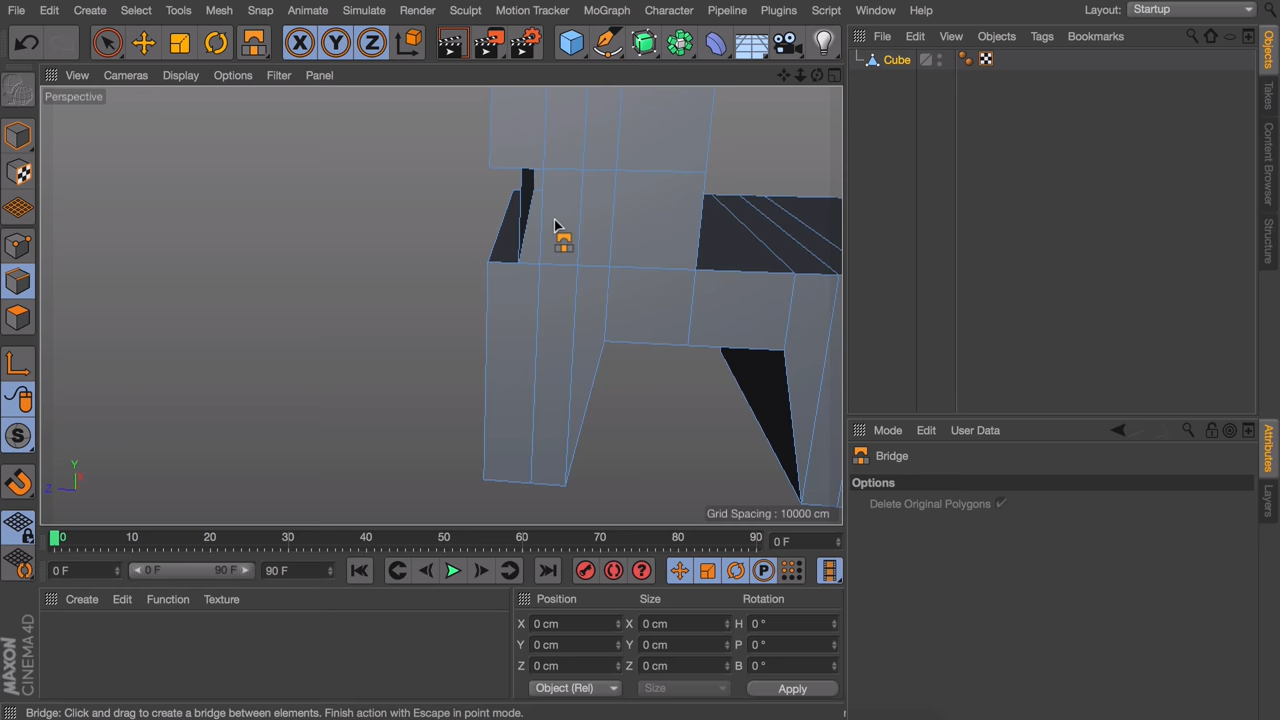 File Edit Create Select Tools Mesh Snap Animate Simulate Render Sculpt Motion Tracker MoGraph Character Pipeline Plugins Script Window Help Layout: Startup
File Edit View Objects Tags Bookmarks
Cube
View Cameras Display Options Filter Panel
Perspective
Grid Spacing : 10000 cm
Mode Edit User Data
Bridge
Options
Delete Original Polygons
Objects
Takes
Content Browser
Structure
Attributes
Layers
0 10 20 30 40 50 60 70 80 90 0 F
0 F 0 F 90 F 90 F
Create Edit Function Texture
Position Size Rotation
X 0 cm X 0 cm H 0 °
Y 0 cm Y 0 cm P 0 °
Z 0 cm Z 0 cm B 0 °
Object (Rel) Size Apply
MAXON
CINEMA 4D
Bridge: Click and drag to create a bridge between elements. Finish action with Escape in point mode.